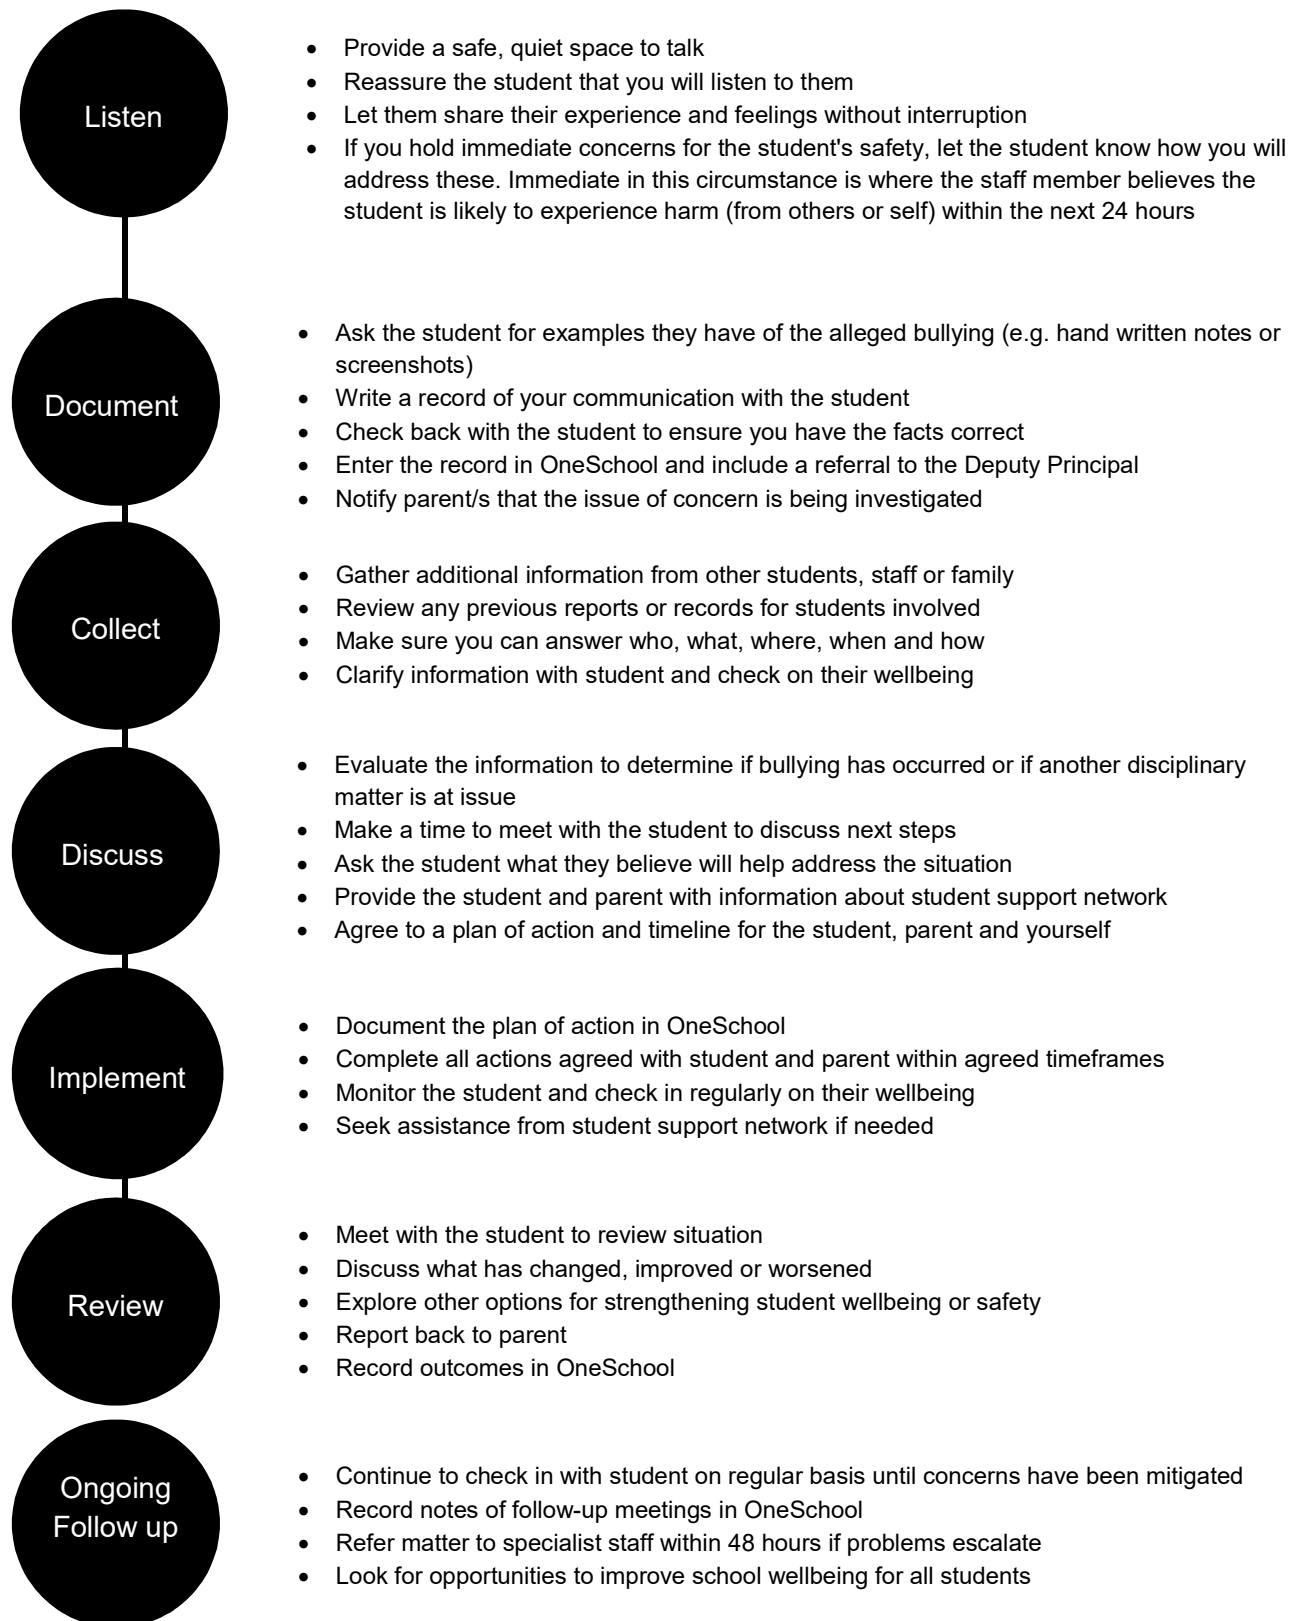 Listen
• Provide a safe, quiet space to talk
• Reassure the student that you will listen to them
• Let them share their experience and feelings without interruption
• If you hold immediate concerns for the student's safety, let the student know how you will
address these. Immediate in this circumstance is where the staff member believes the
student is likely to experience harm (from others or self) within the next 24 hours
Document
• Ask the student for examples they have of the alleged bullying (e.g. hand written notes or
screenshots)
• Write a record of your communication with the student
• Check back with the student to ensure you have the facts correct
• Enter the record in OneSchool and include a referral to the Deputy Principal
• Notify parent/s that the issue of concern is being investigated
Collect
• Gather additional information from other students, staff or family
• Review any previous reports or records for students involved
• Make sure you can answer who, what, where, when and how
• Clarify information with student and check on their wellbeing
Discuss
• Evaluate the information to determine if bullying has occurred or if another disciplinary
matter is at issue
• Make a time to meet with the student to discuss next steps
• Ask the student what they believe will help address the situation
• Provide the student and parent with information about student support network
• Agree to a plan of action and timeline for the student, parent and yourself
Implement
• Document the plan of action in OneSchool
• Complete all actions agreed with student and parent within agreed timeframes
• Monitor the student and check in regularly on their wellbeing
• Seek assistance from student support network if needed
Review
• Meet with the student to review situation
• Discuss what has changed, improved or worsened
• Explore other options for strengthening student wellbeing or safety
• Report back to parent
• Record outcomes in OneSchool
Ongoing
Follow up
• Continue to check in with student on regular basis until concerns have been mitigated
• Record notes of follow-up meetings in OneSchool
• Refer matter to specialist staff within 48 hours if problems escalate
• Look for opportunities to improve school wellbeing for all students